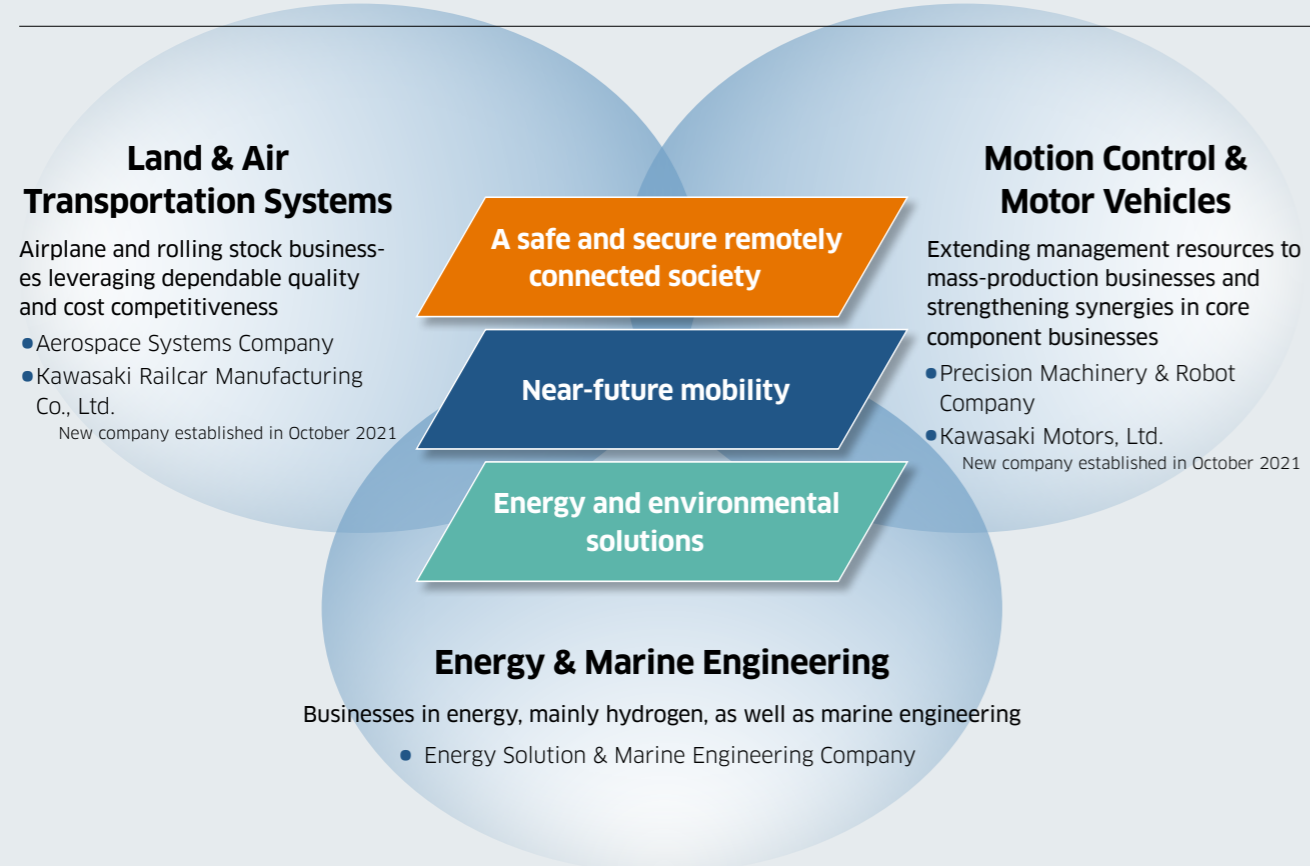 Land & Air
Transportation Systems
Airplane and rolling stock business-
es leveraging dependable quality
and cost competitiveness
•Aerospace Systems Company
•Kawasaki Railcar Manufacturing
Co., Ltd.
New company established in October 2021
A safe and secure remotely
connected society
Near-future mobility
Energy and environmental
solutions
Motion Control &
Motor Vehicles
Extending management resources to
mass-production businesses and
strengthening synergies in core
component businesses
•Precision Machinery & Robot
Company
•Kawasaki Motors, Ltd.
New company established in October 2021
Energy & Marine Engineering
Businesses in energy, mainly hydrogen, as well as marine engineering
• Energy Solution & Marine Engineering Company